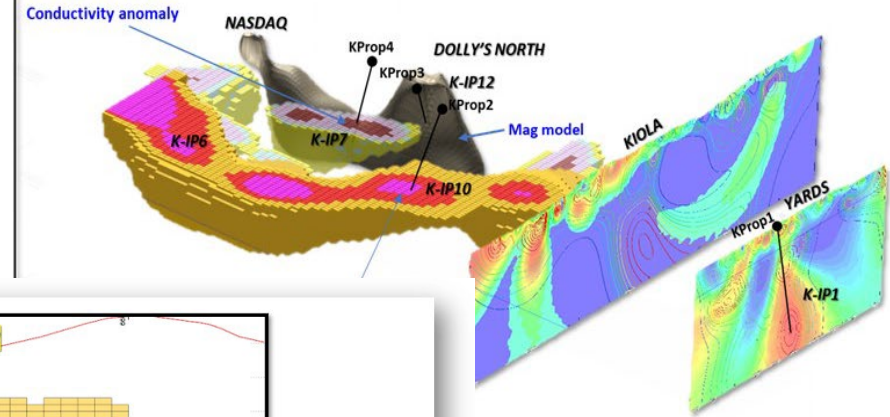 Conductivity anomaly
NASDAQ
KProp4
DOLLY'S NORTH
KProp3
K-IP12
KProp2
K-IP6
K-IP7
Mag model
KIOLA
K-IP10
YARDS
KProp1
K-IP1